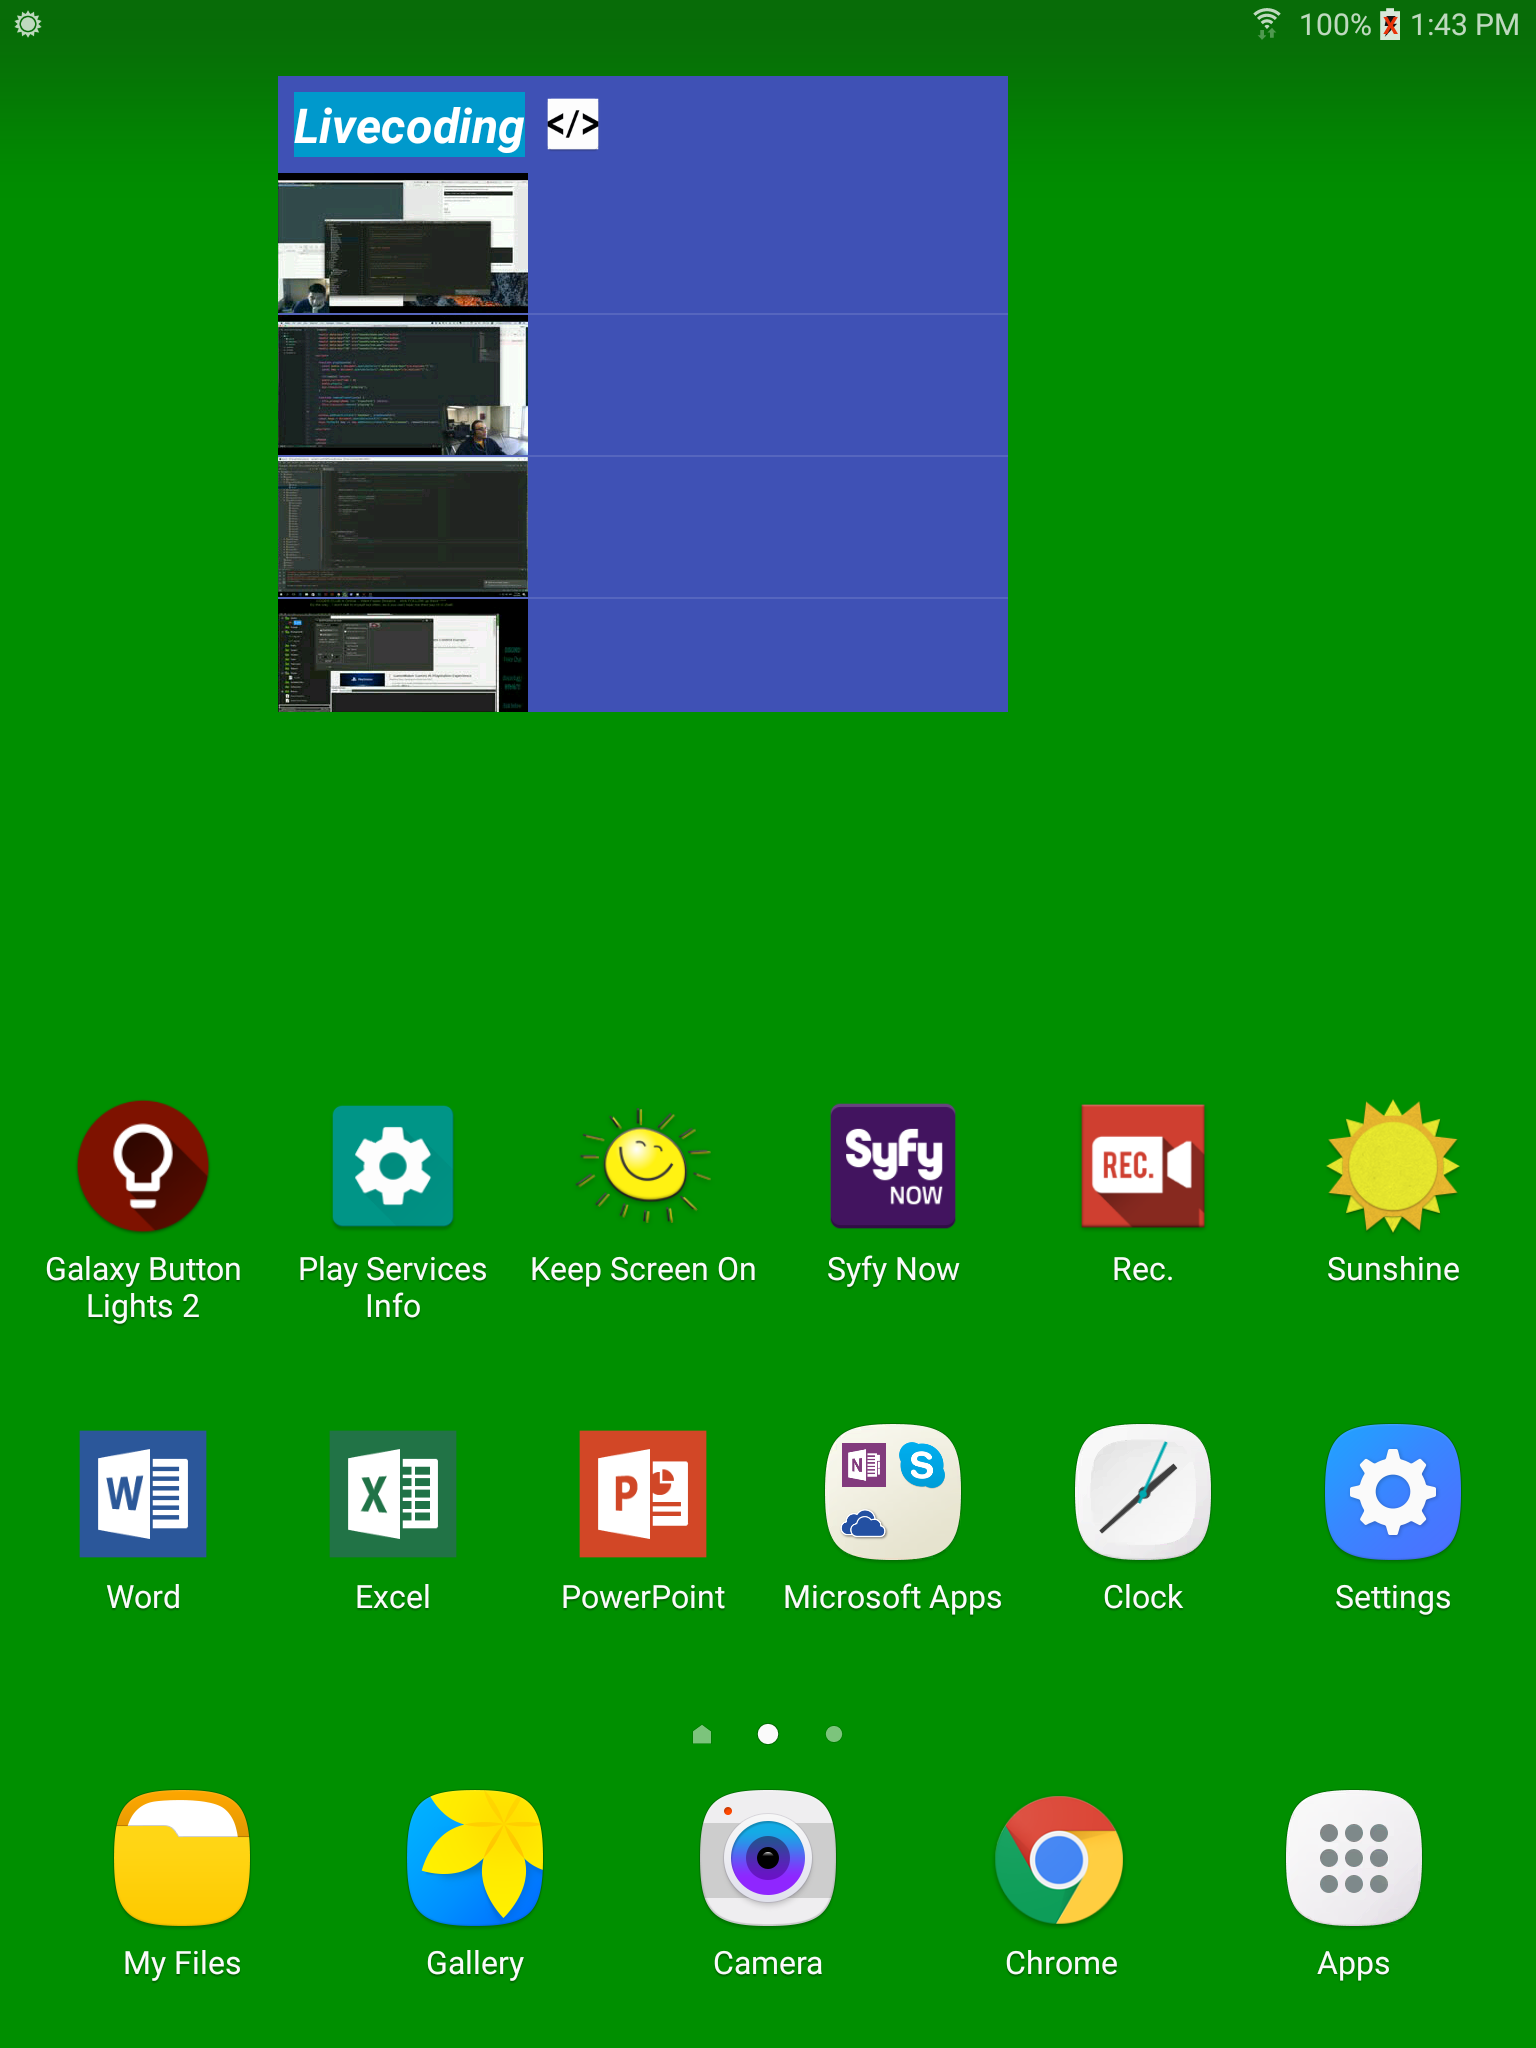 100% 1:43 PM
Livecoding </>
Syfy
NOW
REC.
Galaxy Button
Lights 2
Play Services
Info
Keep Screen On
Syfy Now
Rec.
Sunshine
W
X
P
N
S
Word
Excel
PowerPoint
Microsoft Apps
Clock
Settings
My Files
Gallery
Camera
Chrome
Apps